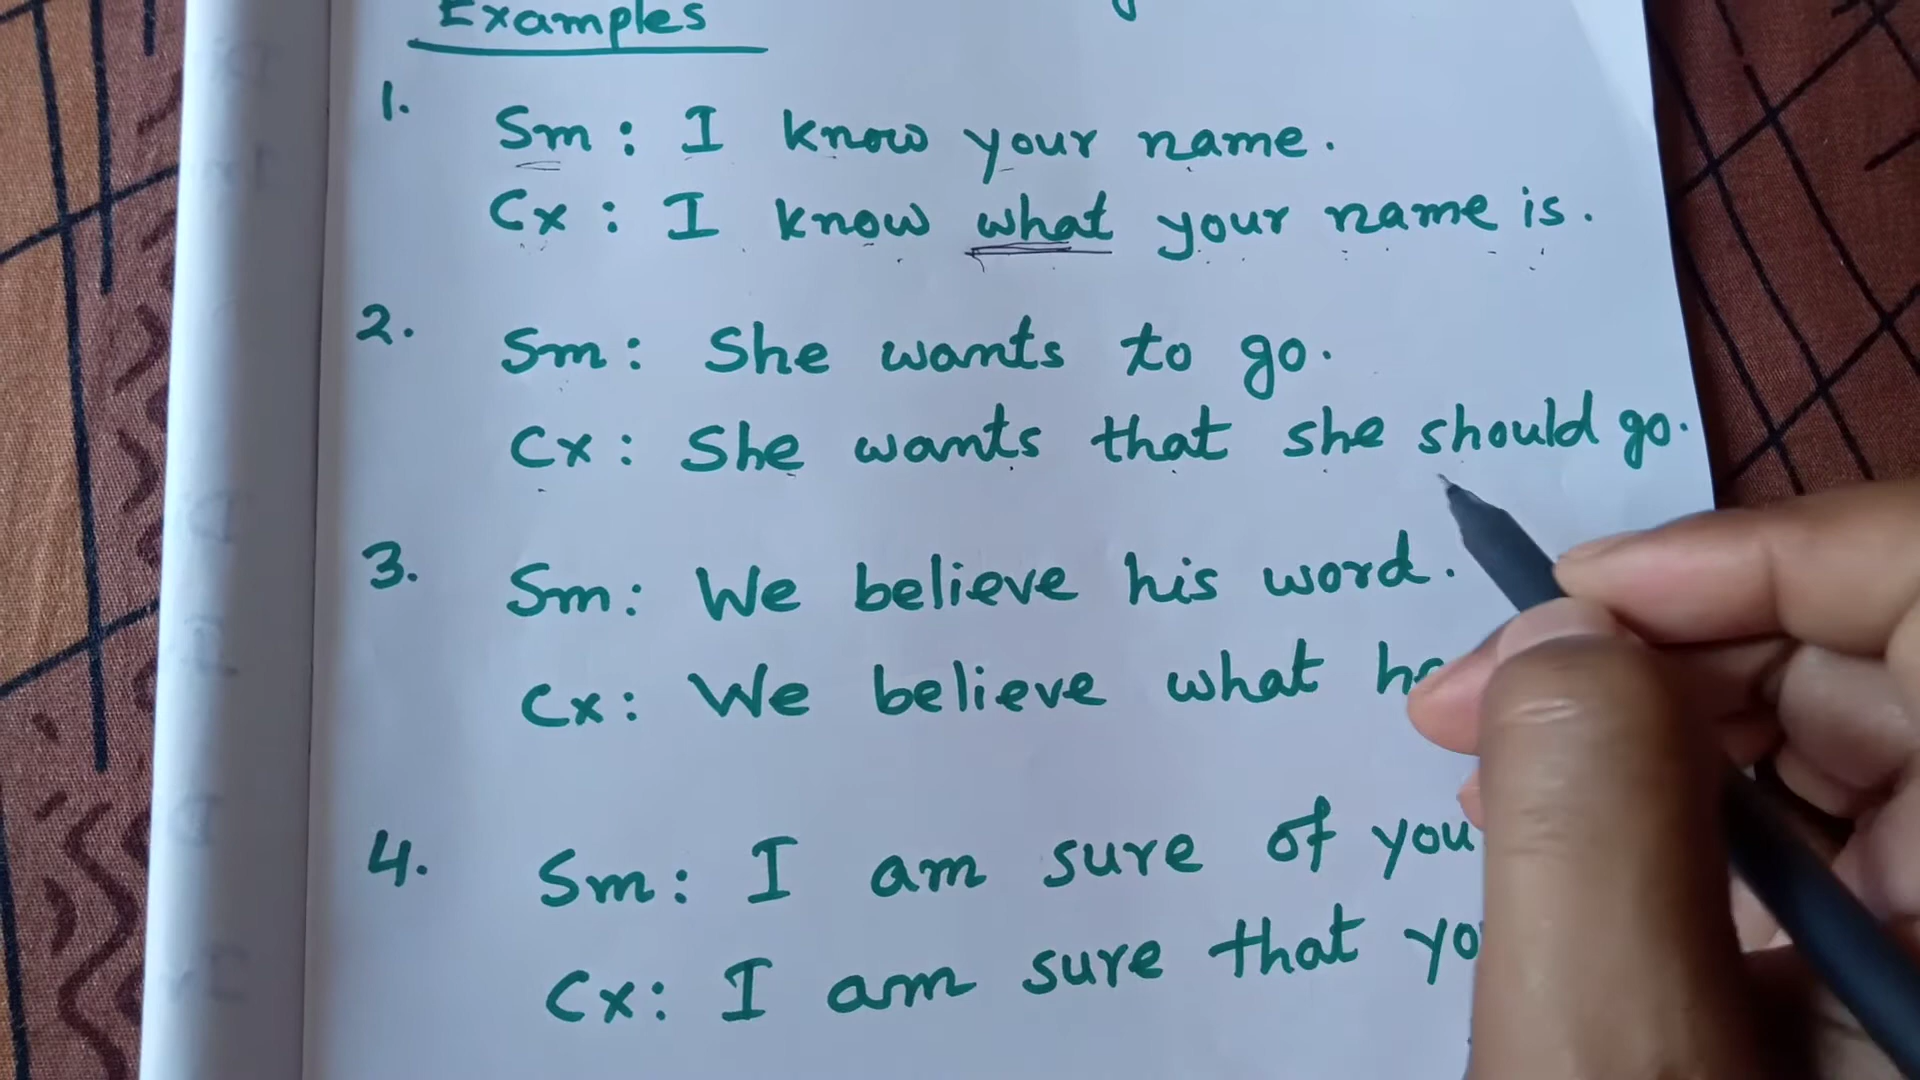 Examples
1.
Sm : I know your name.
Cx : I know what your name is.
2.
Sm : She wants to go.
Cx : She wants that she should go.
3.
Sm : We believe his word.
Cx : We believe what
4.
Sm : I am sure of
Cx : I am sure that